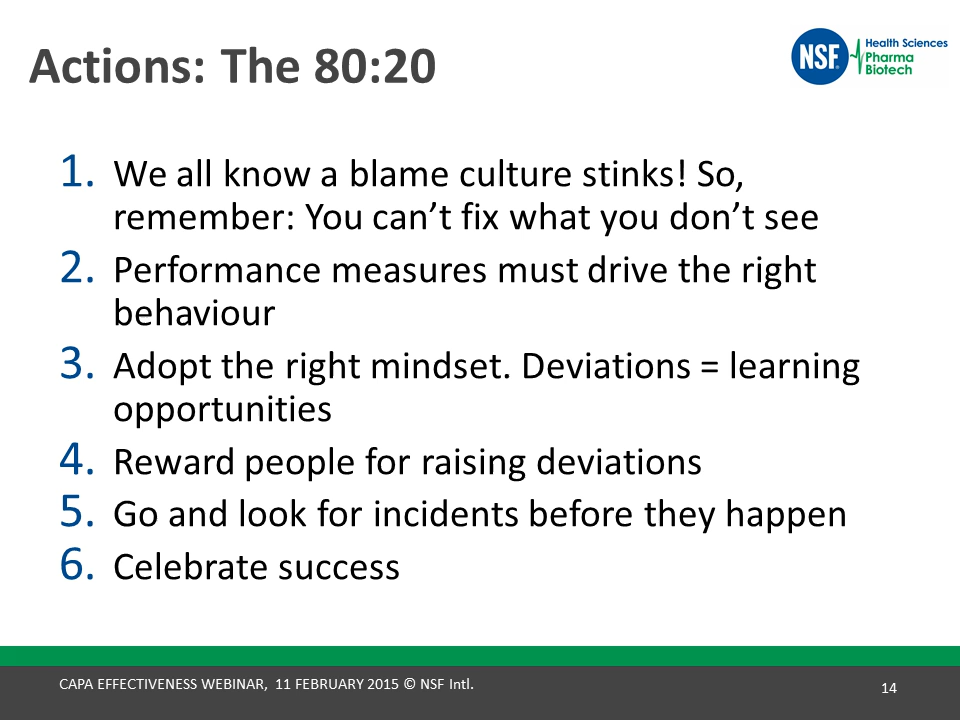 Actions: The 80:20
NSF
Health Sciences
Pharma
Biotech
1. We all know a blame culture stinks! So,
remember: You can’t fix what you don’t see
2. Performance measures must drive the right
behaviour
3. Adopt the right mindset. Deviations = learning
opportunities
4. Reward people for raising deviations
5. Go and look for incidents before they happen
6. Celebrate success
CAPA EFFECTIVENESS WEBINAR, 11 FEBRUARY 2015 © NSF Intl.
14